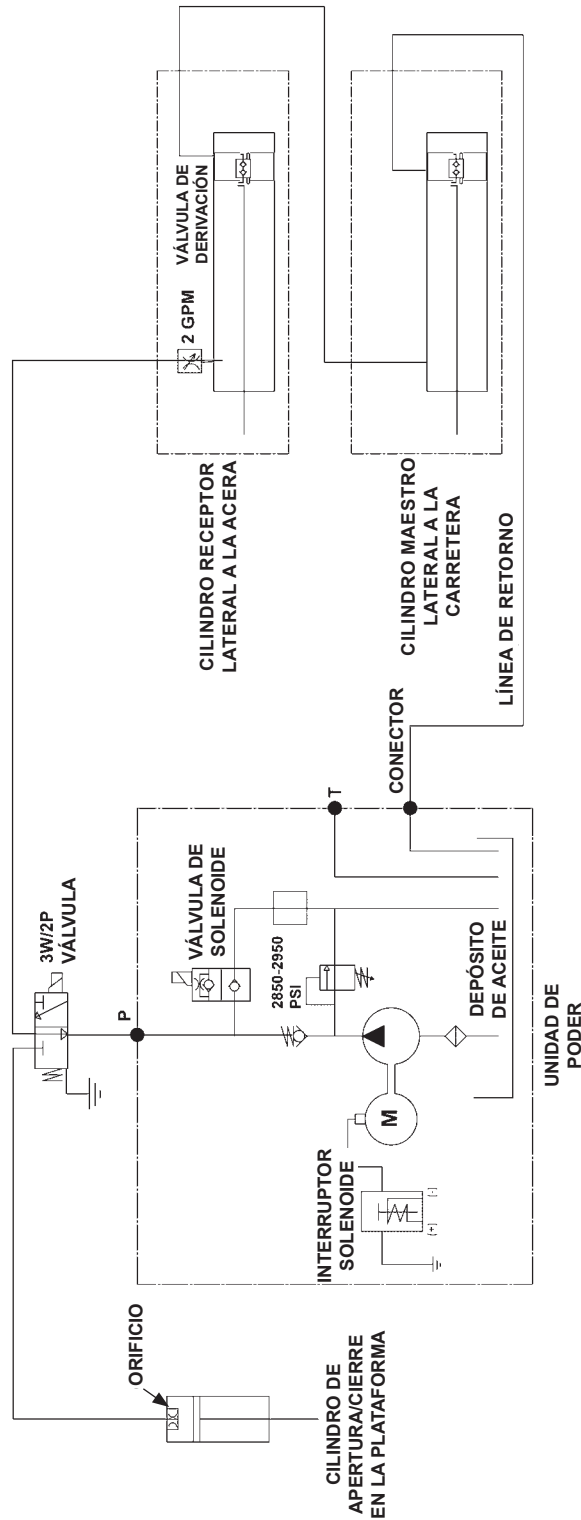 ORIFICIO
CILINDRO DE
APERTURA/CIERRE
EN LA PLATAFORMA
3W/2P
VÁLVULA
P
VÁLVULA DE
SOLENOIDE
2850-2950
PSI
INTERRUPTOR
SOLENOIDE
(+)
(-)
M
DEPÓSITO
DE ACEITE
UNIDAD DE
PODER
T
CONECTOR
LÍNEA DE RETORNO
2 GPM
VÁLVULA DE
DERIVACIÓN
CILINDRO RECEPTOR
LATERAL A LA ACERA
CILINDRO MAESTRO
LATERAL A LA
CARRETERA